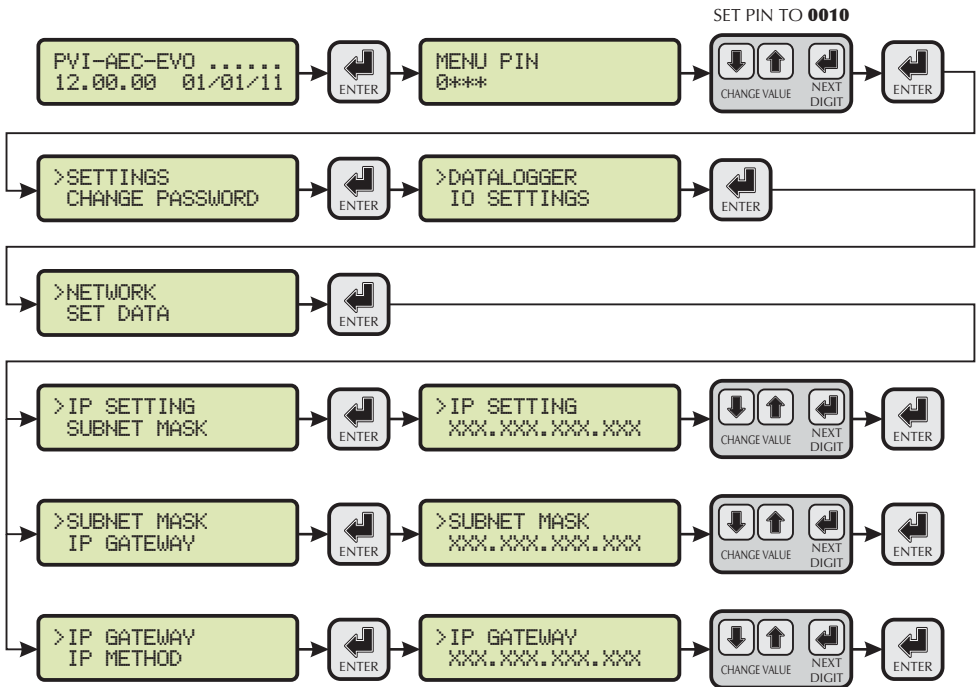 SET PIN TO 0010
PVI-AEC-EVO ......
12.00.00 01/01/11
ENTER
MENU PIN
0***
CHANGE VALUE
NEXT
DIGIT
ENTER
>SETTINGS
CHANGE PASSWORD
ENTER
>DATALOGGER
IO SETTINGS
ENTER
>NETWORK
SET DATA
ENTER
>IP SETTING
SUBNET MASK
ENTER
>IP SETTING
XXX.XXX.XXX.XXX
CHANGE VALUE
NEXT
DIGIT
ENTER
>SUBNET MASK
IP GATEWAY
ENTER
>SUBNET MASK
XXX.XXX.XXX.XXX
CHANGE VALUE
NEXT
DIGIT
ENTER
>IP GATEWAY
IP METHOD
ENTER
>IP GATEWAY
XXX.XXX.XXX.XXX
CHANGE VALUE
NEXT
DIGIT
ENTER